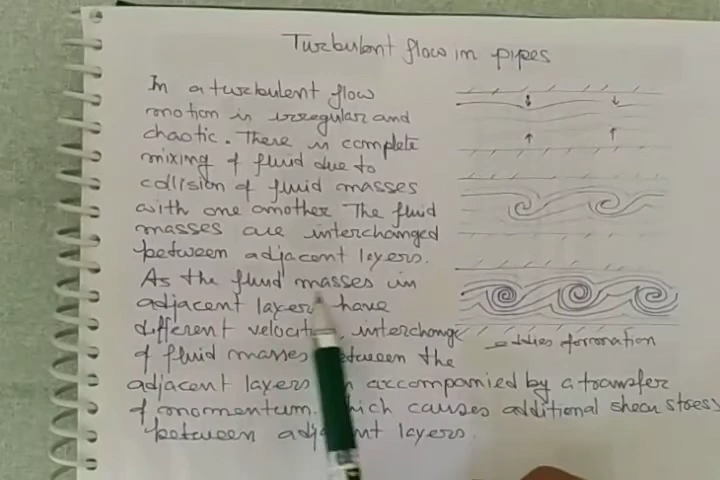 Turbulent flow in pipes
In a turbulent flow
motion is irregular and
chaotic. There is complete
mixing of fluid due to
collision of fluid masses
with one another The fluid
masses are interchanged
between adjacent layers.
As the fluid masses in
adjacent layers have
different interchange
of fluid masses between the
adjacent layers accompanied by a transfer
of momentum. which causes additional shear stress
between adjacent layers.
eddies formation